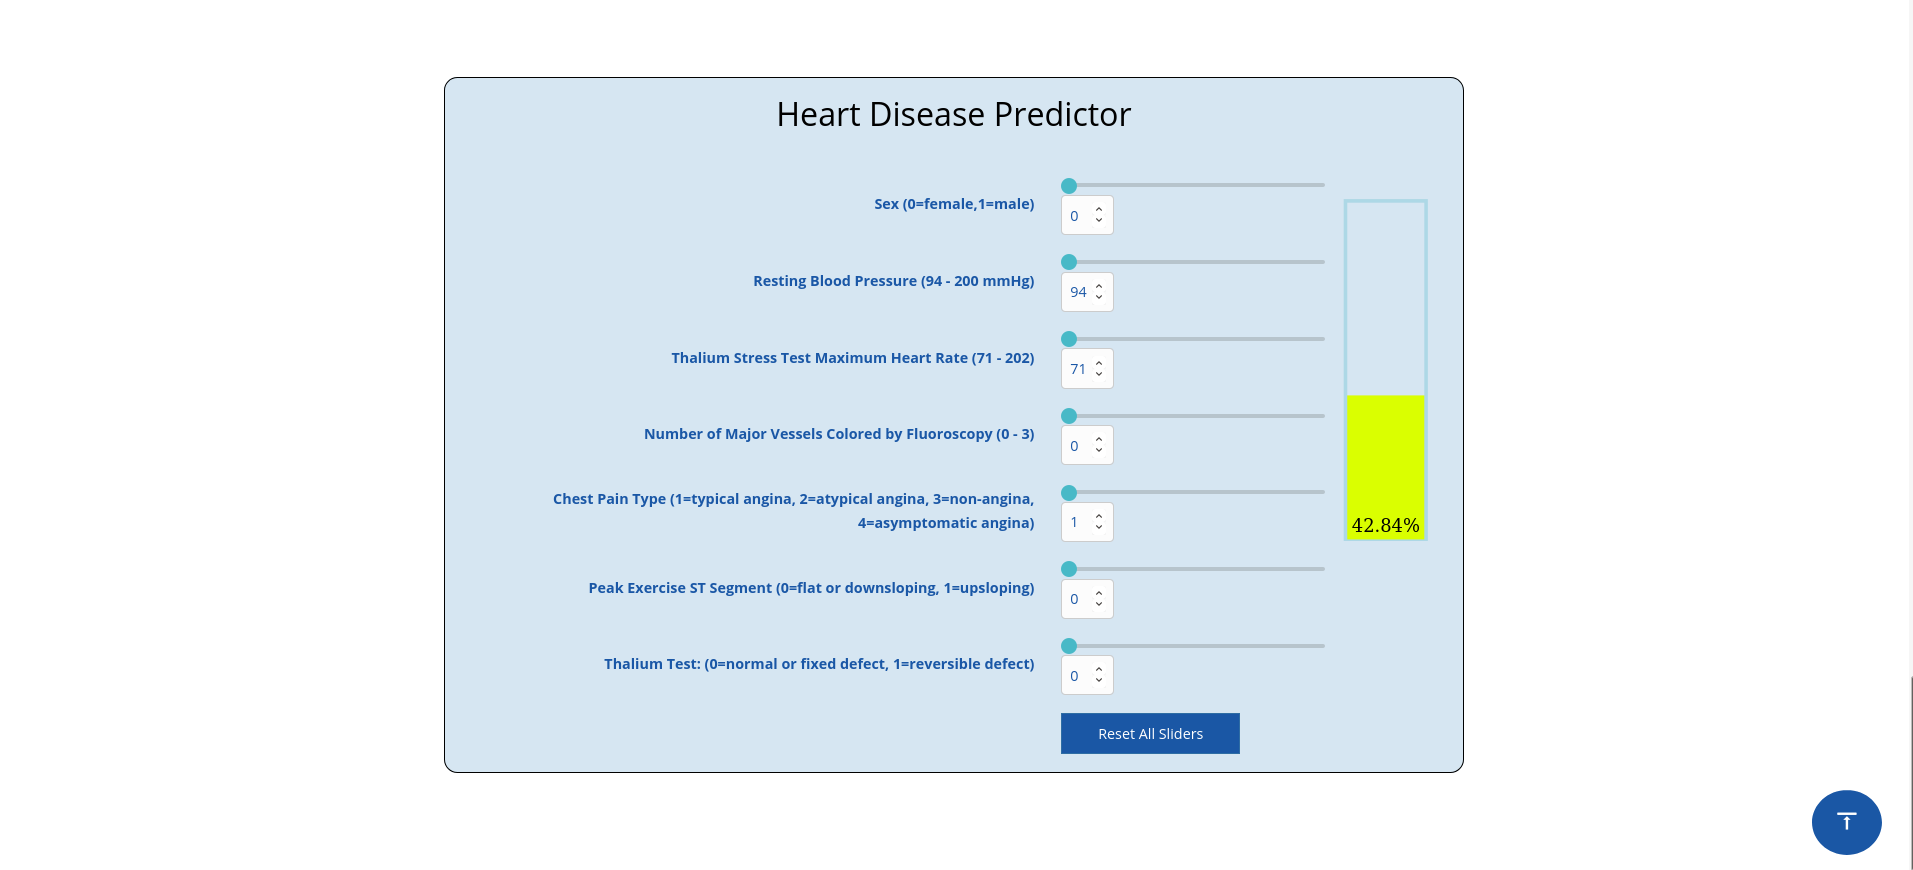 Heart Disease Predictor
Sex (0=female,1=male)
0
Resting Blood Pressure (94 - 200 mmHg)
94
Thalium Stress Test Maximum Heart Rate (71 - 202)
71
Number of Major Vessels Colored by Fluoroscopy (0 - 3)
0
Chest Pain Type (1=typical angina, 2=atypical angina, 3=non-angina,
4=asymptomatic angina)
1
42.84%
Peak Exercise ST Segment (0=flat or downsloping, 1=upsloping)
0
Thalium Test: (0=normal or fixed defect, 1=reversible defect)
0
Reset All Sliders